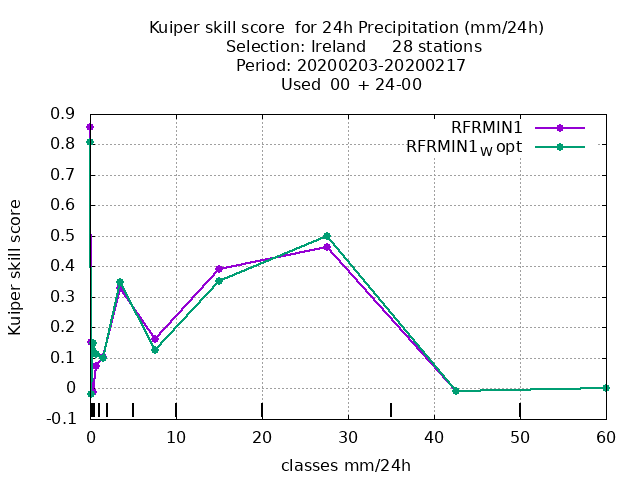 Kuiper skill score  for 24h Precipitation (mm/24h)
Selection: Ireland     28 stations
Period: 20200203-20200217
Used  00 + 24-00
RFRMIN1
RFRMIN1_W opt
Kuiper skill score
0.9
0.8
0.7
0.6
0.5
0.4
0.3
0.2
0.1
0
-0.1
0 10 20 30 40 50 60
classes mm/24h